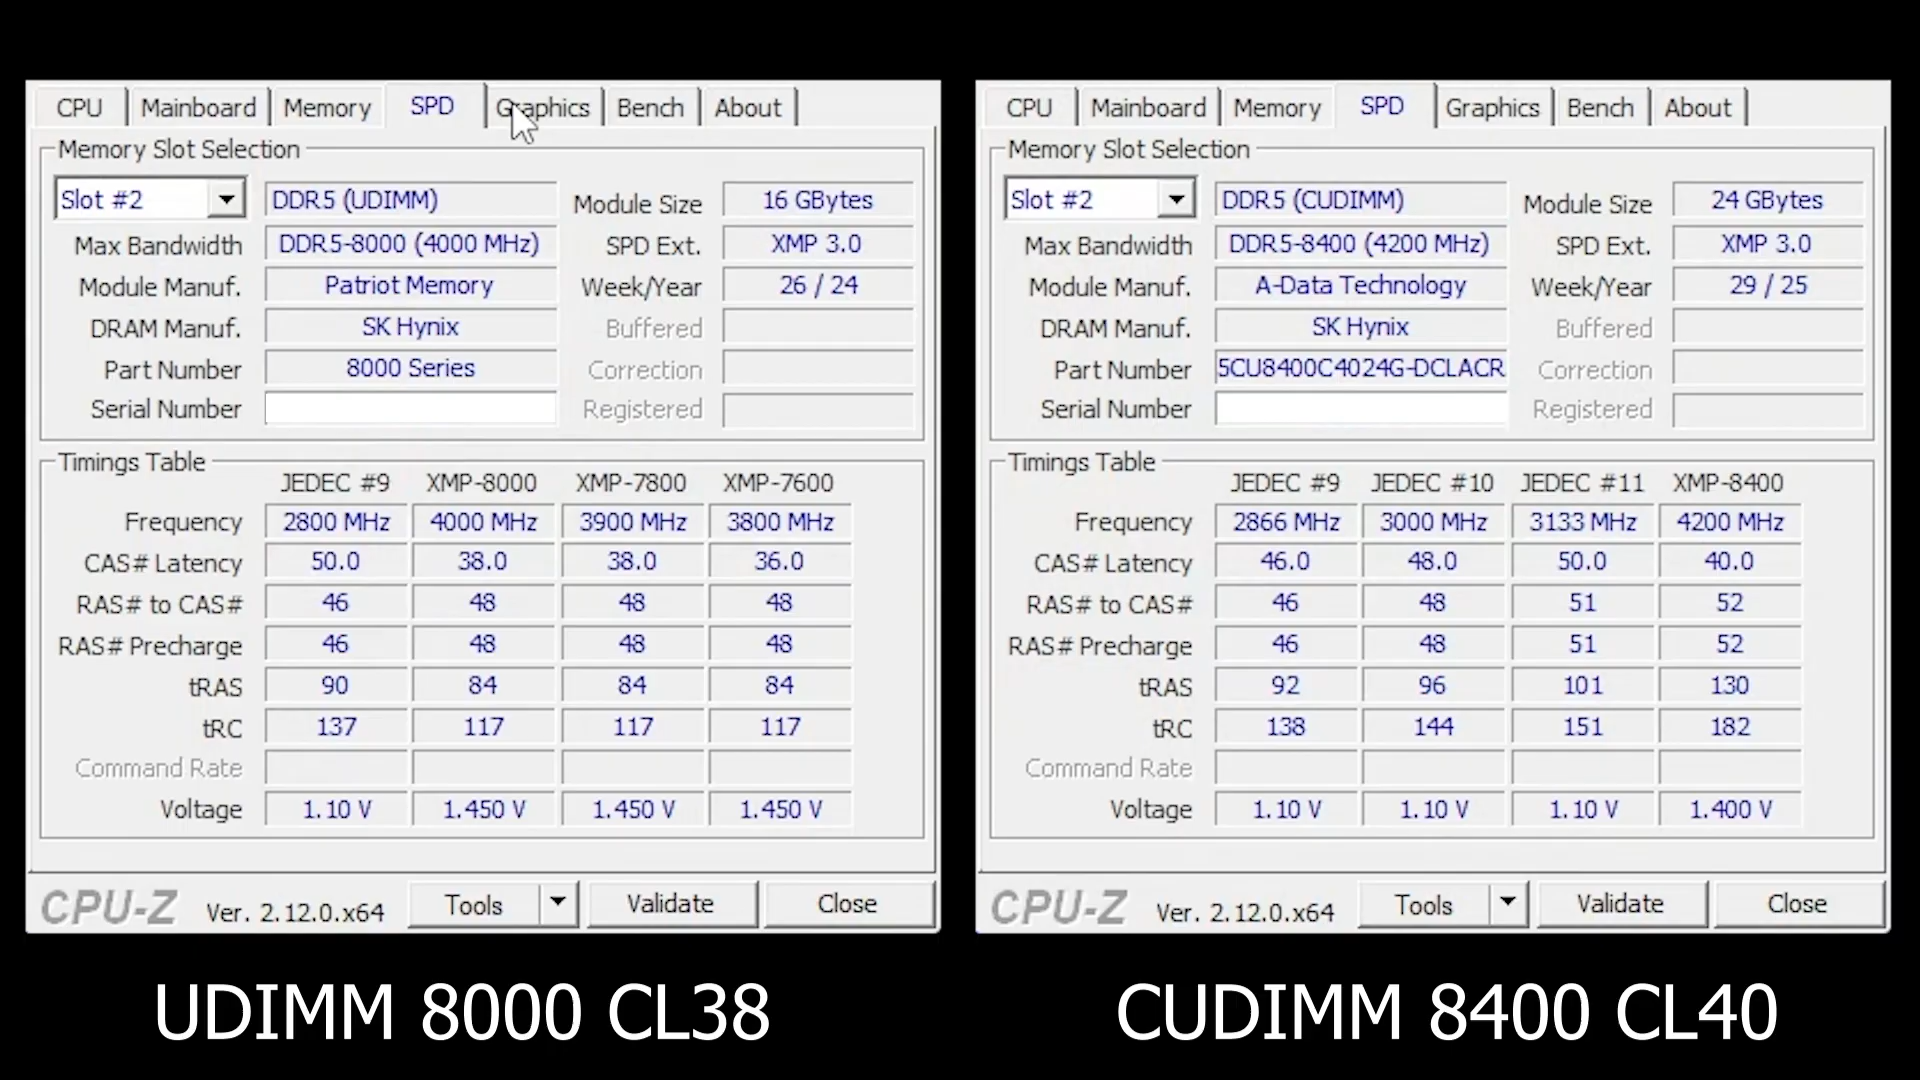 CPU Mainboard Memory SPD Graphics Bench About
Memory Slot Selection
Slot #2 DDR5 (UDIMM) Module Size 16 GBytes
Max Bandwidth DDR5-8000 (4000 MHz) SPD Ext. XMP 3.0
Module Manuf. Patriot Memory Week/Year 26 / 24
DRAM Manuf. SK Hynix Buffered
Part Number 8000 Series Correction
Serial Number Registered
Timings Table
JEDEC #9 XMP-8000 XMP-7800 XMP-7600
Frequency 2800 MHz 4000 MHz 3900 MHz 3800 MHz
CAS# Latency 50.0 38.0 38.0 36.0
RAS# to CAS# 46 48 48 48
RAS# Precharge 46 48 48 48
tRAS 90 84 84 84
tRC 137 117 117 117
Command Rate
Voltage 1.10 V 1.450 V 1.450 V 1.450 V
CPU-Z Ver. 2.12.0.x64 Tools Validate Close
UDIMM 8000 CL38
CPU Mainboard Memory SPD Graphics Bench About
Memory Slot Selection
Slot #2 DDR5 (CUDIMM) Module Size 24 GBytes
Max Bandwidth DDR5-8400 (4200 MHz) SPD Ext. XMP 3.0
Module Manuf. A-Data Technology Week/Year 29 / 25
DRAM Manuf. SK Hynix Buffered
Part Number 5CU8400C4024G-DCLACR Correction
Serial Number Registered
Timings Table
JEDEC #9 JEDEC #10 JEDEC #11 XMP-8400
Frequency 2866 MHz 3000 MHz 3133 MHz 4200 MHz
CAS# Latency 46.0 48.0 50.0 40.0
RAS# to CAS# 46 48 51 52
RAS# Precharge 46 48 51 52
tRAS 92 96 101 130
tRC 138 144 151 182
Command Rate
Voltage 1.10 V 1.10 V 1.10 V 1.400 V
CPU-Z Ver. 2.12.0.x64 Tools Validate Close
CUDIMM 8400 CL40